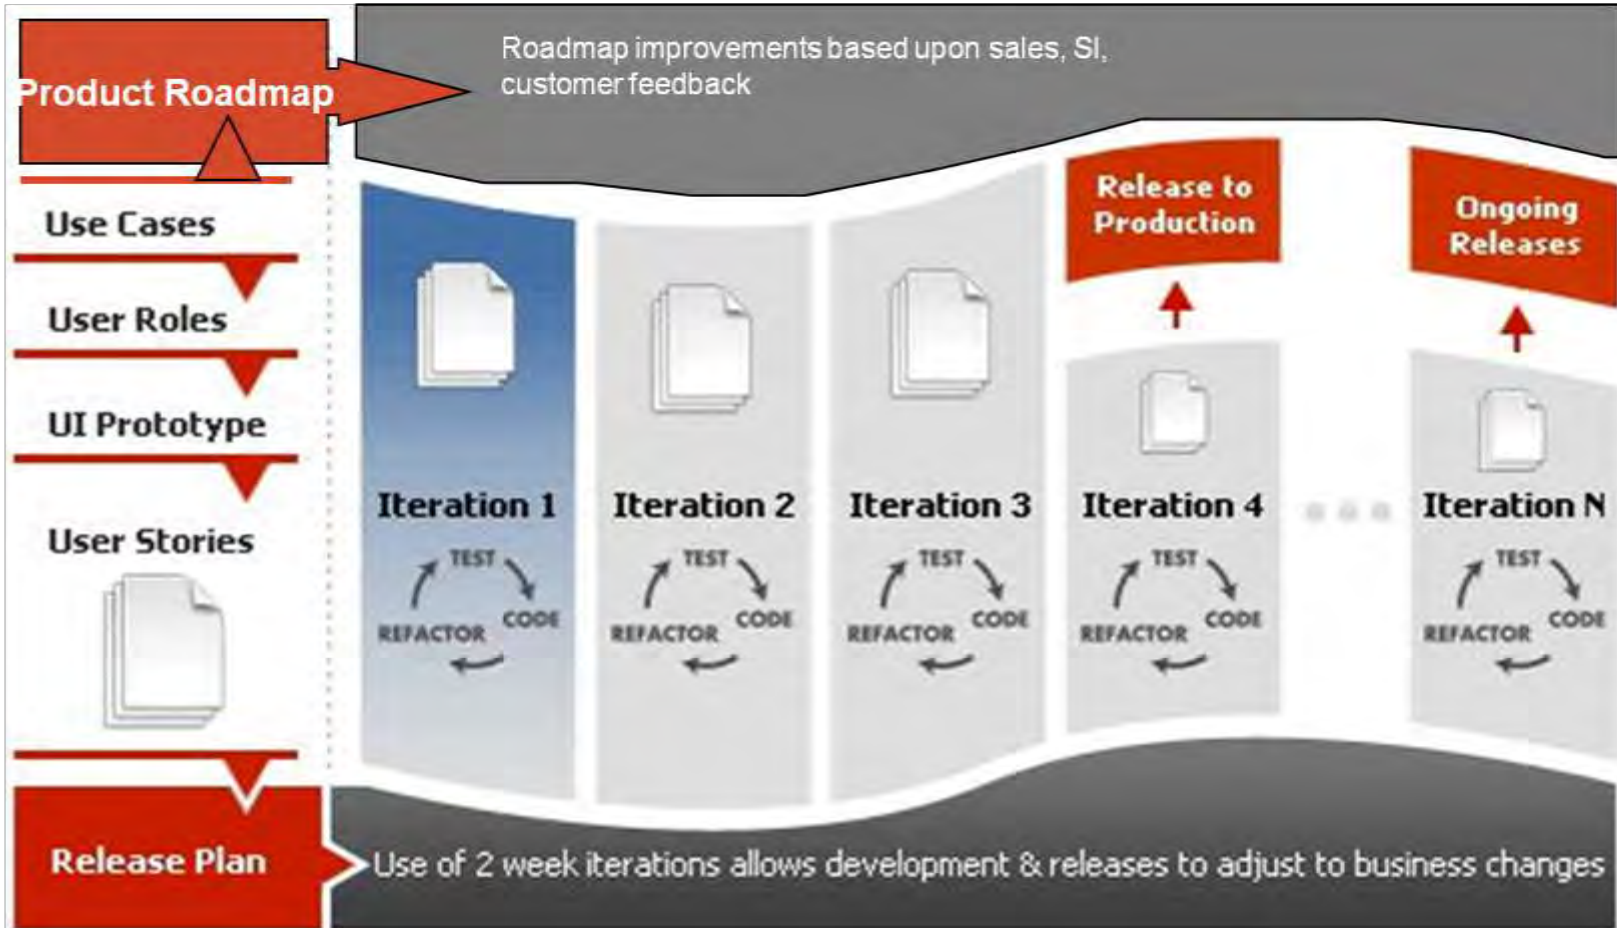 Product Roadmap
Roadmap improvements based upon sales, SI,
customer feedback
Use Cases
User Roles
UI Prototype
User Stories
Release Plan
Iteration 1
TEST
CODE
REFACTOR
Iteration 2
TEST
CODE
REFACTOR
Iteration 3
TEST
CODE
REFACTOR
Release to
Production
Iteration 4
TEST
CODE
REFACTOR
Ongoing
Releases
Iteration N
TEST
CODE
REFACTOR
Use of 2 week iterations allows development & releases to adjust to business changes